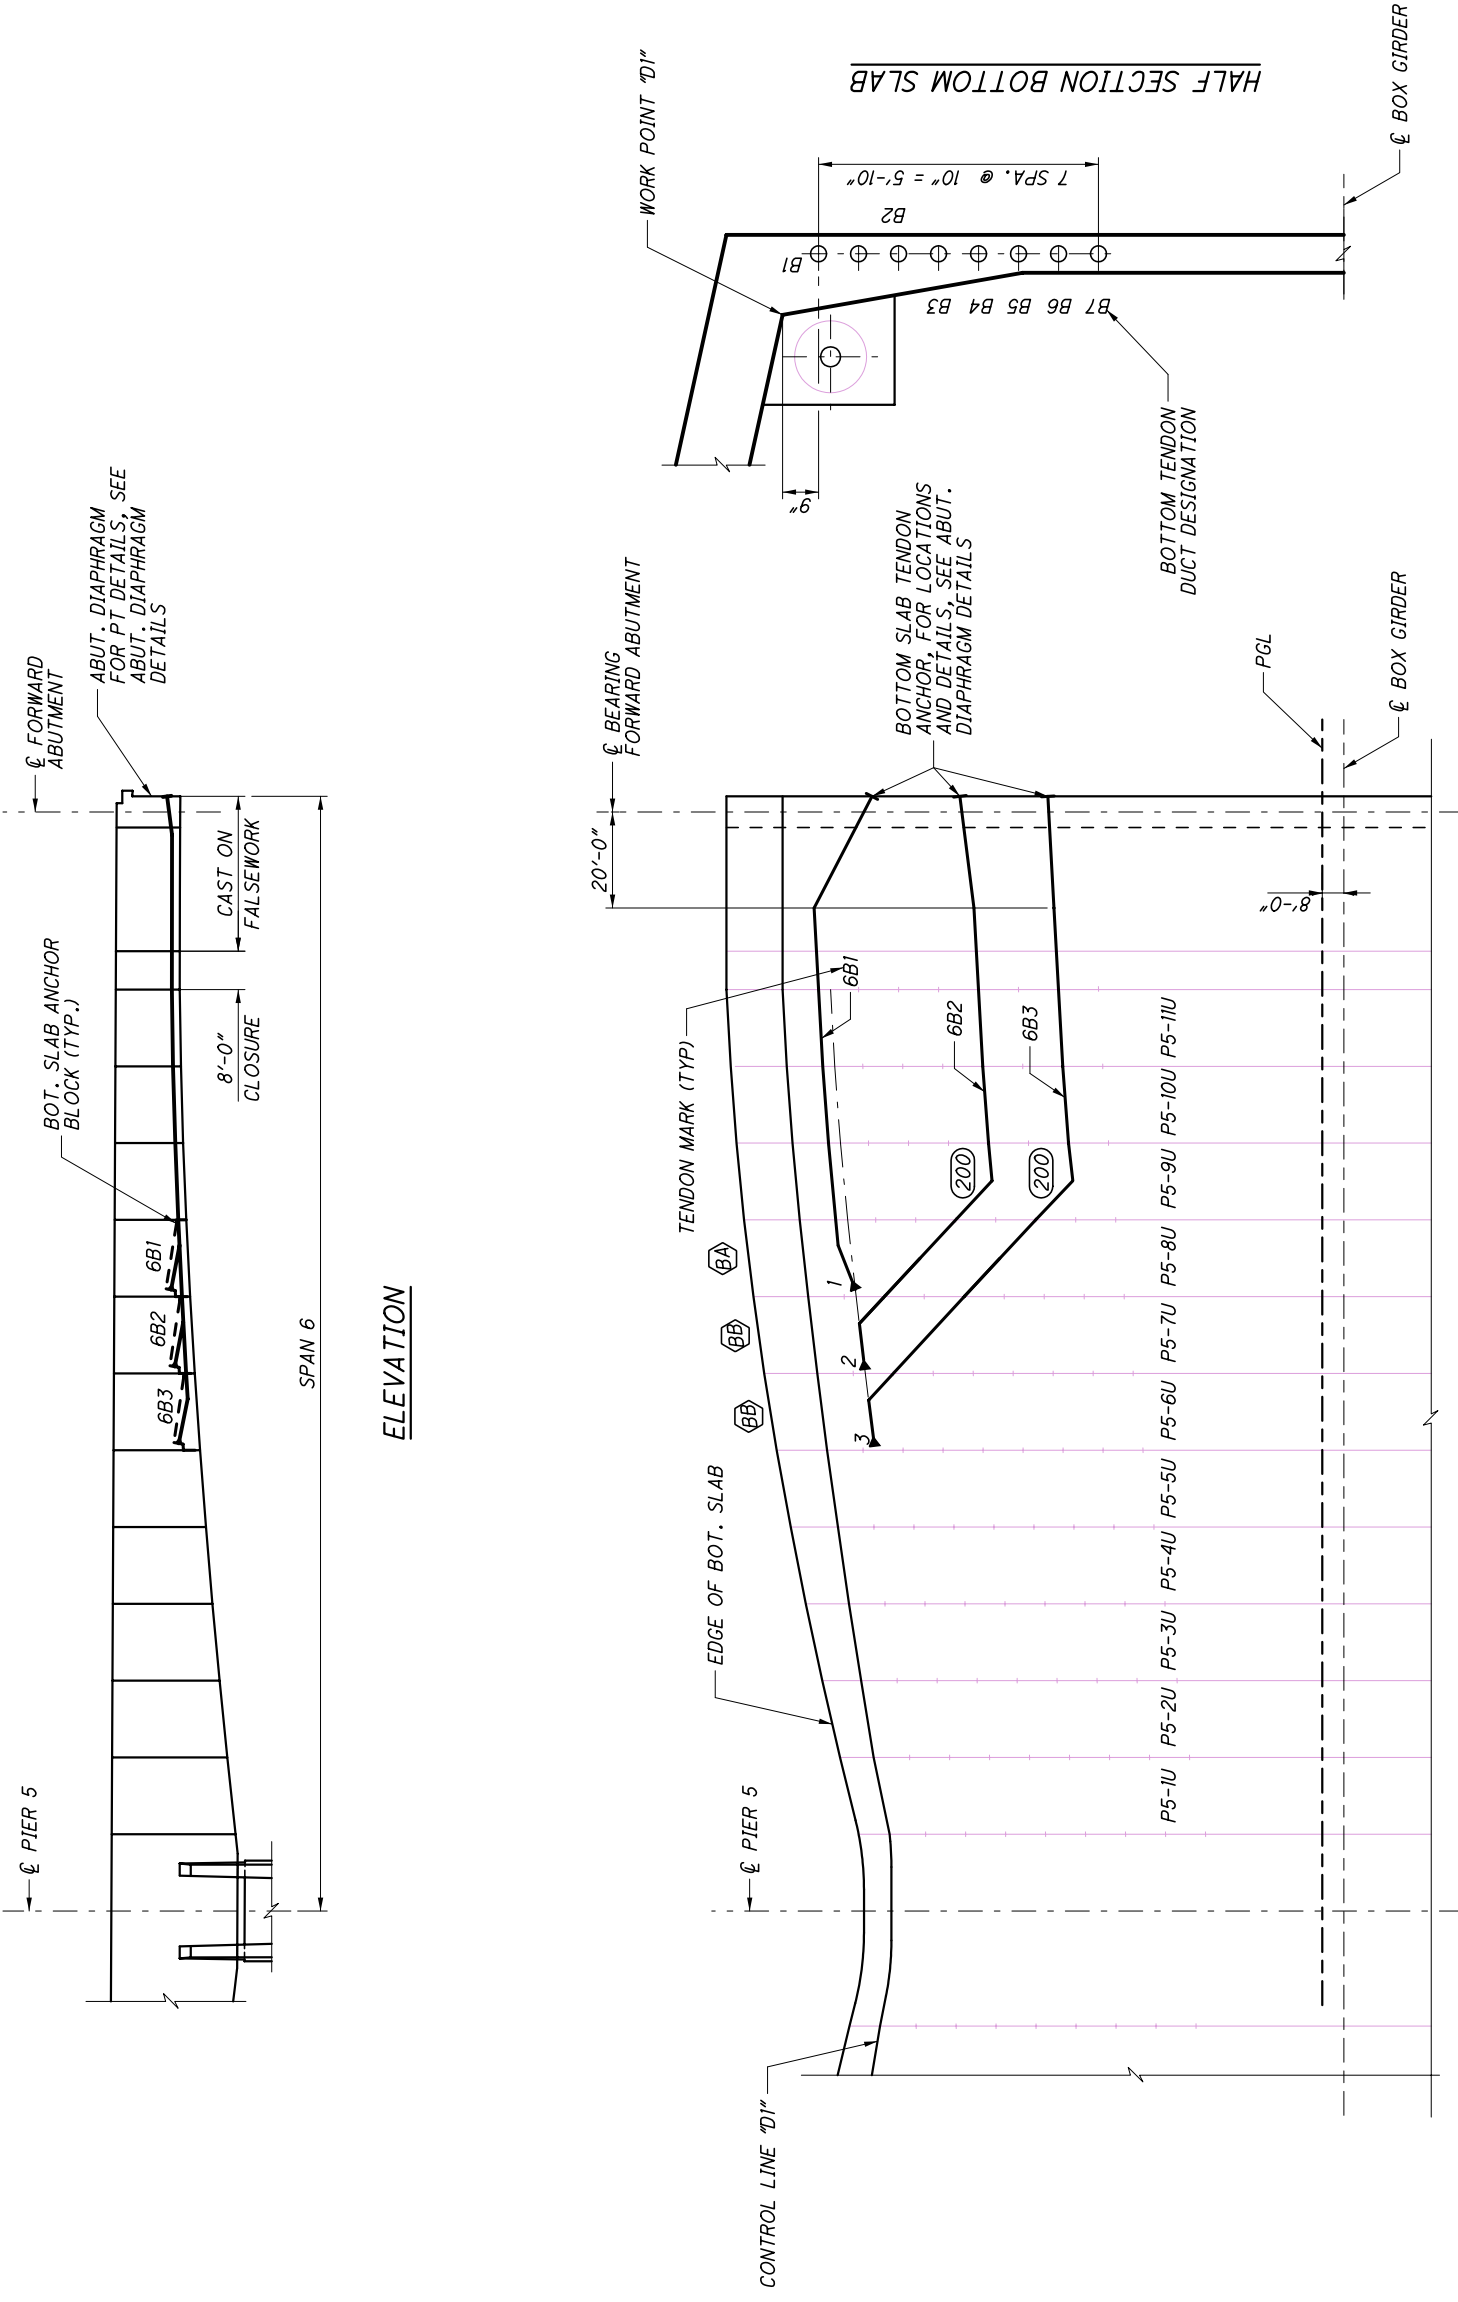 ℄ PIER 5
℄ FORWARD
ABUTMENT
ABUT. DIAPHRAGM
FOR PT DETAILS, SEE
ABUT. DIAPHRAGM
DETAILS
BOT. SLAB ANCHOR
BLOCK (TYP.)
6B3
6B2
6B1
8'-0"
CLOSURE
CAST ON
FALSEWORK
SPAN 6
ELEVATION
℄ PIER 5
℄ BEARING
FORWARD ABUTMENT
20'-0"
CONTROL LINE "D1"
EDGE OF BOT. SLAB
TENDON MARK (TYP)
BB
BB
BA
3
2
1
6B1
6B2
6B3
200
200
BOTTOM SLAB TENDON
ANCHOR, FOR LOCATIONS
AND DETAILS, SEE ABUT.
DIAPHRAGM DETAILS
P5-1U
P5-2U
P5-3U
P5-4U
P5-5U
P5-6U
P5-7U
P5-8U
P5-9U
P5-10U
P5-11U
PGL
8'-0"
℄ BOX GIRDER
WORK POINT "D1"
B1
B2
B3
B4
B5
B6
B7
9"
7 SPA. @ 10" = 5'-10"
BOTTOM TENDON
DUCT DESIGNATION
℄ BOX GIRDER
HALF SECTION BOTTOM SLAB